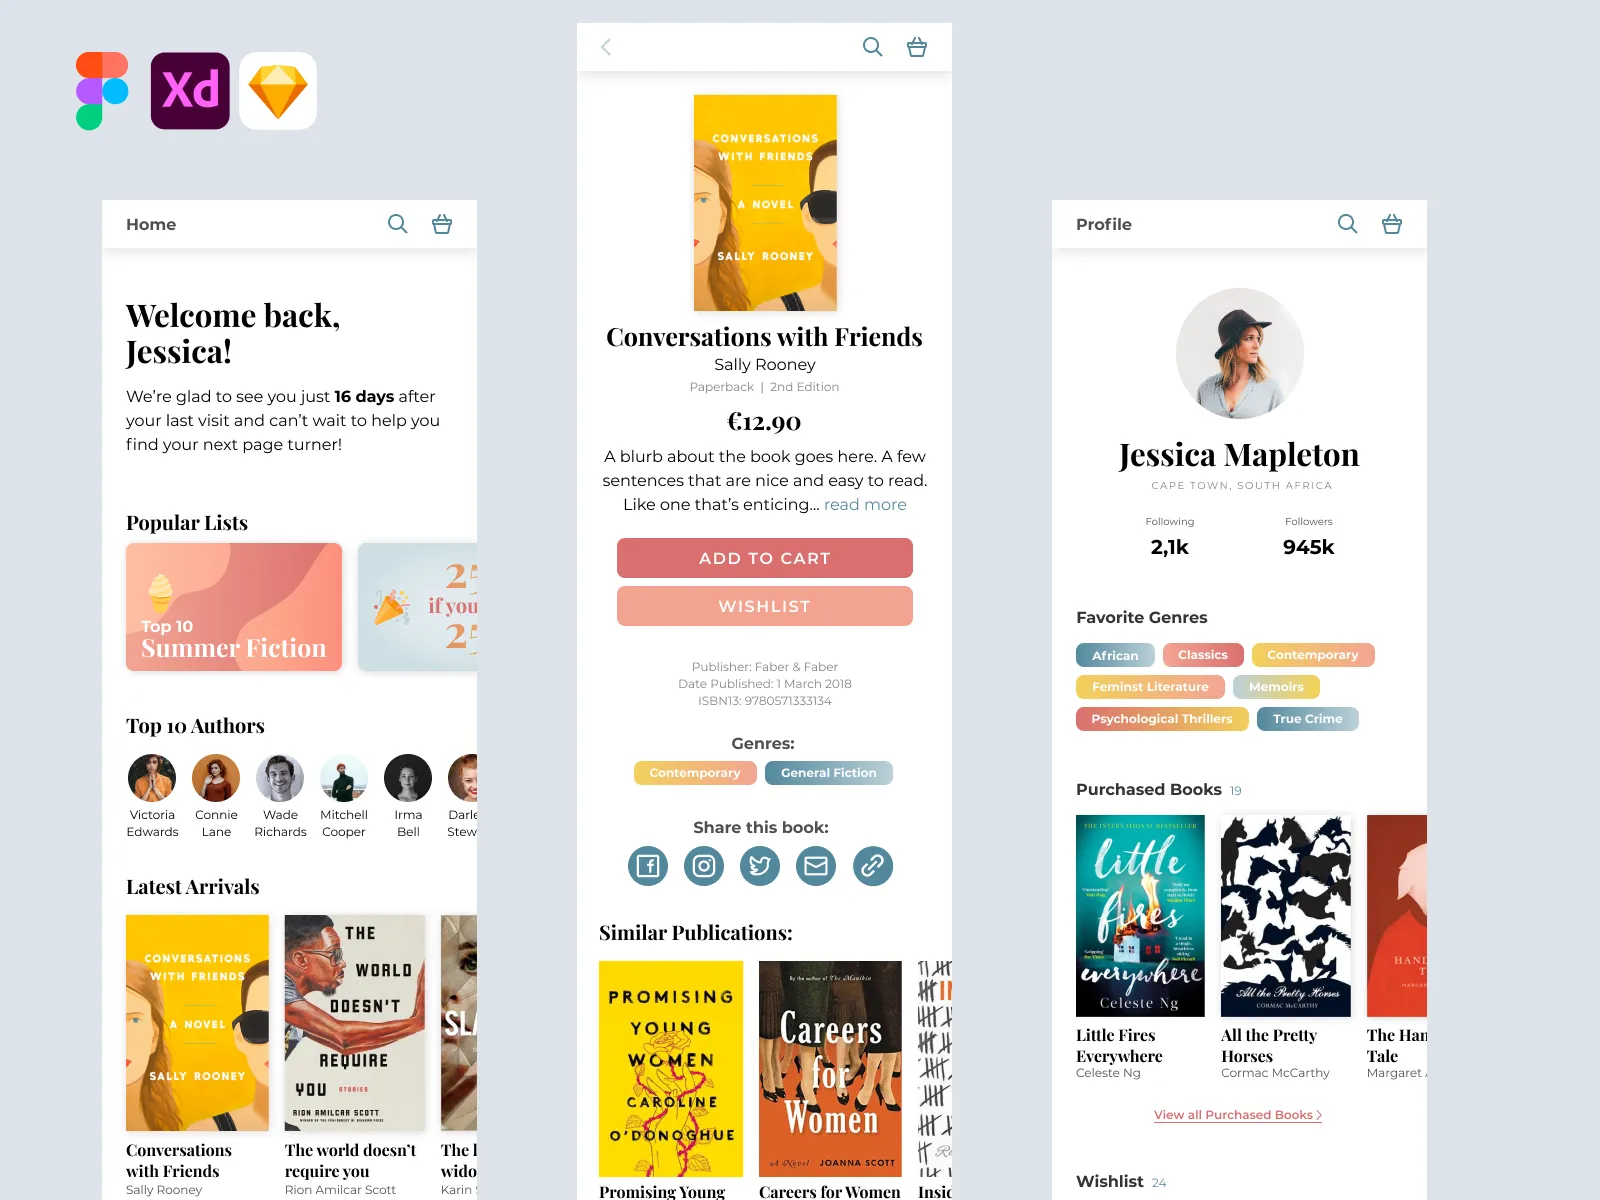 Xd
Home
Welcome back,
Jessica!
We're glad to see you just 16 days after
your last visit and can't wait to help you
find your next page turner!
Popular Lists
Top 10
Summer Fiction
25
if you
25
Top 10 Authors
Victoria
Edwards
Connie
Lane
Wade
Richards
Mitchell
Cooper
Irma
Bell
Darle
Stew
Latest Arrivals
CONVERSATIONS
WITH FRIENDS
A NOVEL
SALLY ROONEY
THE
WORLD
DOESN'T
REQUIRE
YOU
STORIES
RION AMILCAR SCOTT
SLA
Conversations
with Friends
Sally Rooney
The world doesn't
require you
Rion Amilcar Scott
The l
wido
Karin
CONVERSATIONS
WITH FRIENDS
A NOVEL
SALLY ROONEY
Conversations with Friends
Sally Rooney
Paperback | 2nd Edition
€12.90
A blurb about the book goes here. A few
sentences that are nice and easy to read.
Like one that's enticing... read more
ADD TO CART
WISHLIST
Publisher: Faber & Faber
Date Published: 1 March 2018
ISBN13: 9780571333134
Genres:
Contemporary
General Fiction
Share this book:
Similar Publications:
PROMISING
YOUNG
WOMEN
CAROLINE
O'DONOGHUE
By the author of The Manikin
Careers
for
Women
A Novel
JOANNA SCOTT
IN
Promising Young
Careers for Women
Insid
Profile
Jessica Mapleton
CAPE TOWN, SOUTH AFRICA
Following
2,1k
Followers
945k
Favorite Genres
African
Classics
Contemporary
Feminst Literature
Memoirs
Psychological Thrillers
True Crime
Purchased Books 19
THE INTERNATIONAL BESTSELLER
little
fires
everywhere
Celeste Ng
All the Pretty Horses
CORMAC McCARTHY
HAND
T
MARGAR
Little Fires
Everywhere
Celeste Ng
All the Pretty
Horses
Cormac McCarthy
The Han
Tale
Margaret
View all Purchased Books >
Wishlist 24